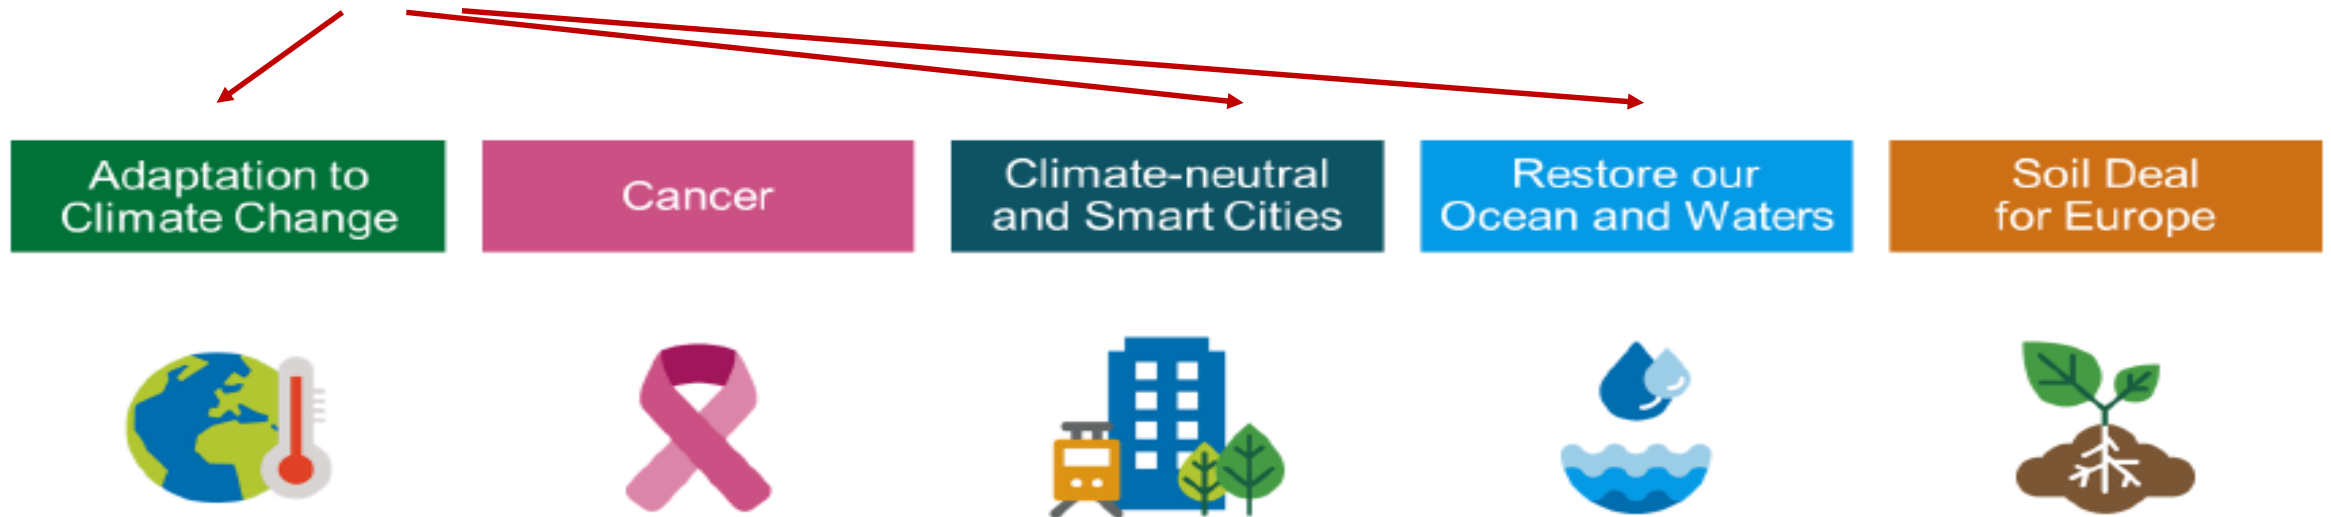 Adaptation to
Climate Change
Cancer
Climate-neutral
and Smart Cities
Restore our
Ocean and Waters
Soil Deal
for Europe